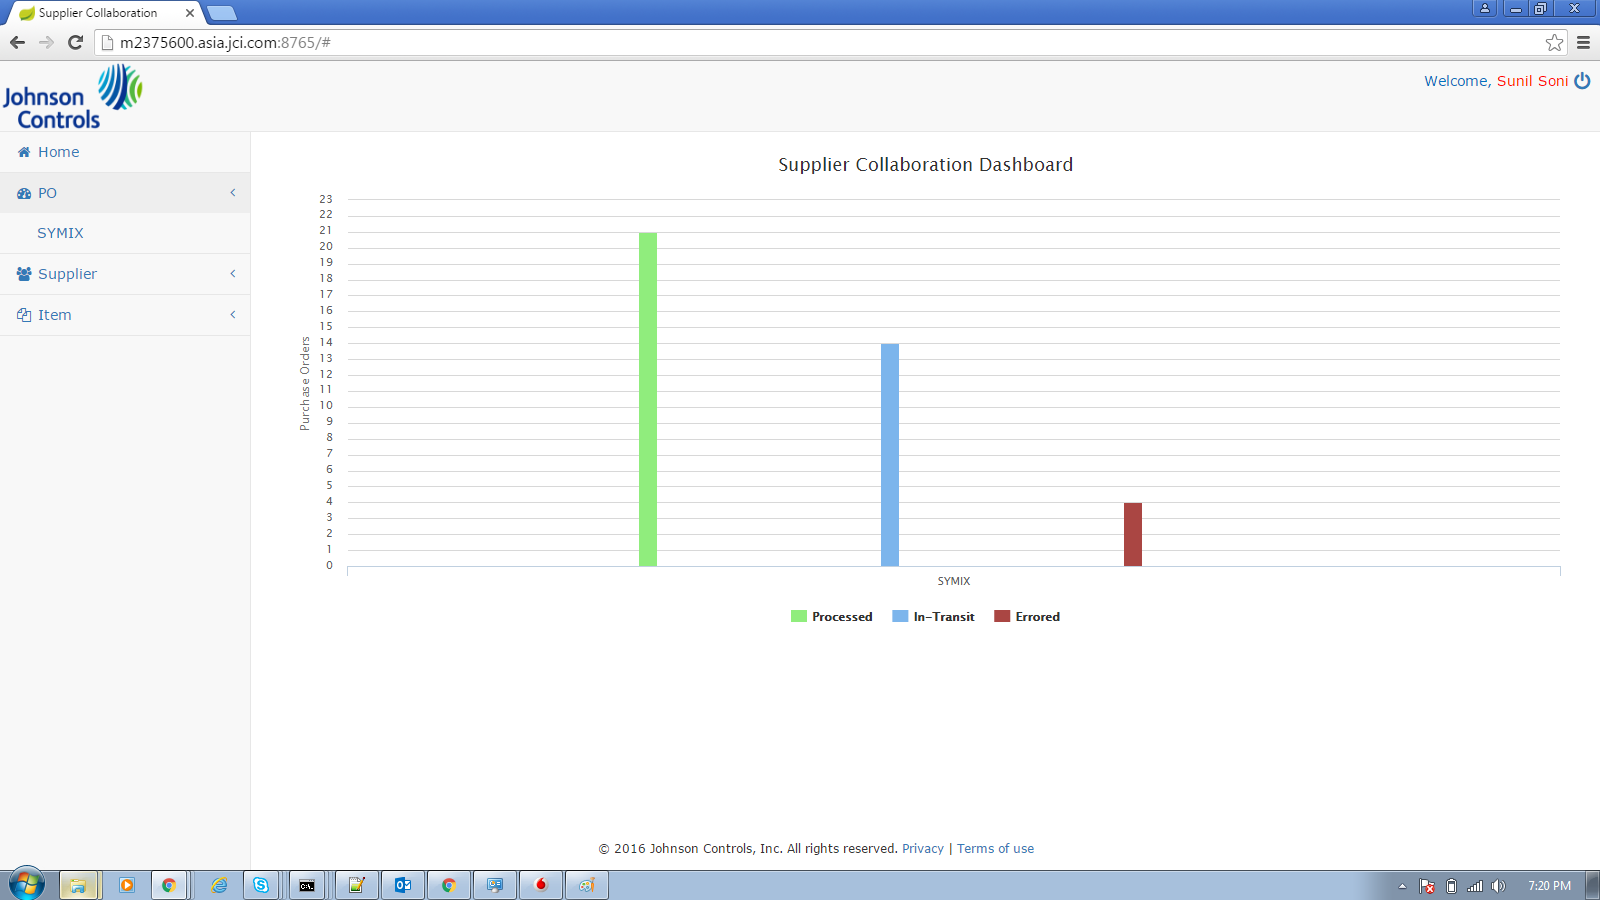 Supplier Collaboration
m2375600.asia.jci.com:8765/#
Johnson
Controls
Welcome, Sunil Soni
Home
PO
SYMIX
Supplier
Item
Supplier Collaboration Dashboard
Purchase Orders
23
22
21
20
19
18
17
16
15
14
13
12
11
10
9
8
7
6
5
4
3
2
1
0
SYMIX
Processed In-Transit Errored
© 2016 Johnson Controls, Inc. All rights reserved. Privacy | Terms of use
7:20 PM